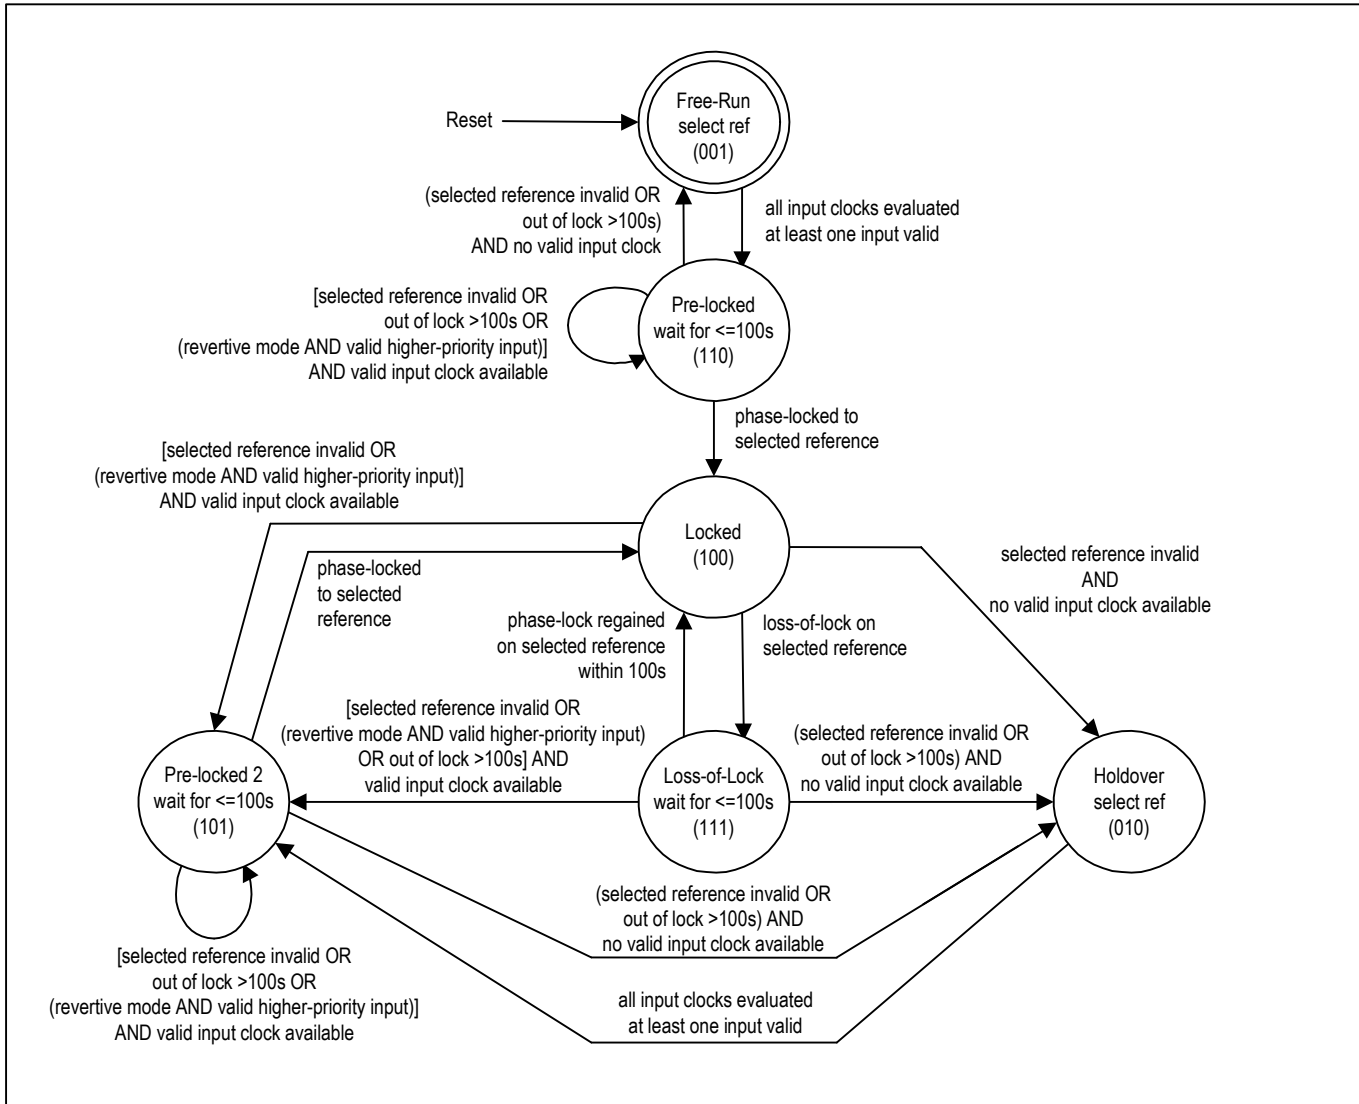 Free-Run
select ref
(001)
Reset
(selected reference invalid OR
out of lock >100s)
AND no valid input clock
all input clocks evaluated
at least one input valid
[selected reference invalid OR
out of lock >100s OR
(revertive mode AND valid higher-priority input)]
AND valid input clock available
Pre-locked
wait for <=100s
(110)
phase-locked to
selected reference
[selected reference invalid OR
(revertive mode AND valid higher-priority input)]
AND valid input clock available
Locked
(100)
phase-locked
to selected
reference
selected reference invalid
AND
no valid input clock available
phase-lock regained
on selected reference
within 100s
loss-of-lock on
selected reference
[selected reference invalid OR
(revertive mode AND valid higher-priority input)
OR out of lock >100s] AND
valid input clock available
(selected reference invalid OR
out of lock >100s) AND
no valid input clock available
Pre-locked 2
wait for <=100s
(101)
Loss-of-Lock
wait for <=100s
(111)
Holdover
select ref
(010)
(selected reference invalid OR
out of lock >100s) AND
no valid input clock available
[selected reference invalid OR
out of lock >100s OR
(revertive mode AND valid higher-priority input)]
AND valid input clock available
all input clocks evaluated
at least one input valid